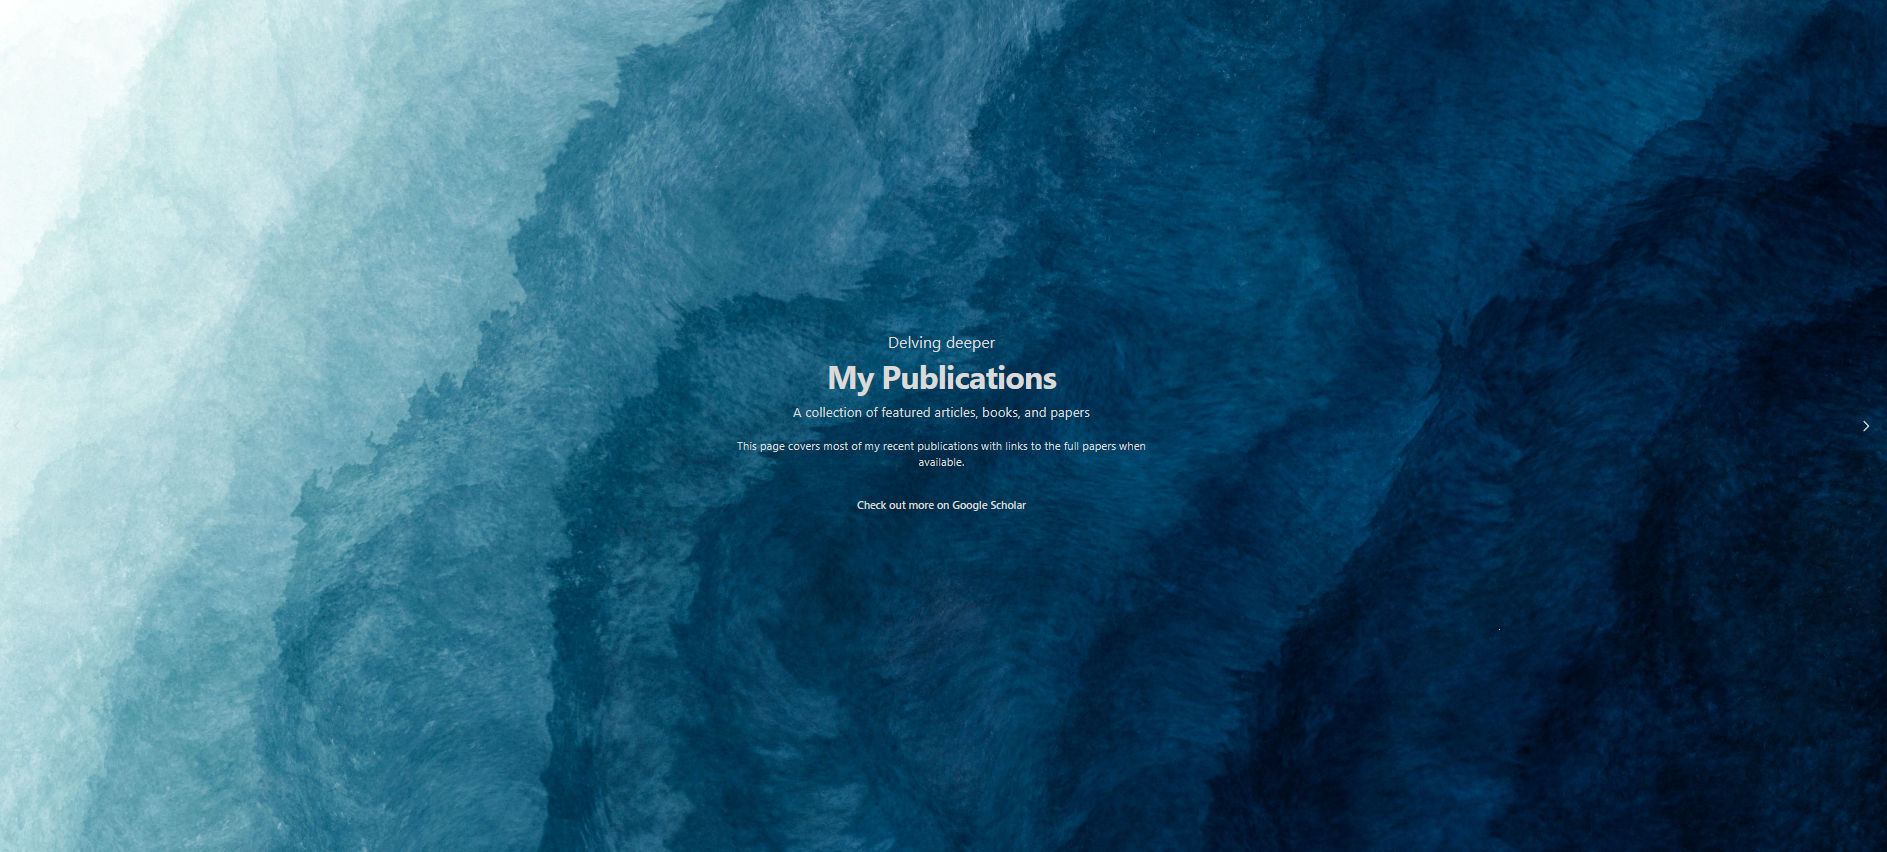 Delving deeper
My Publications
A collection of featured articles, books, and papers
This page covers most of my recent publications with links to the full papers when
available.
Check out more on Google Scholar